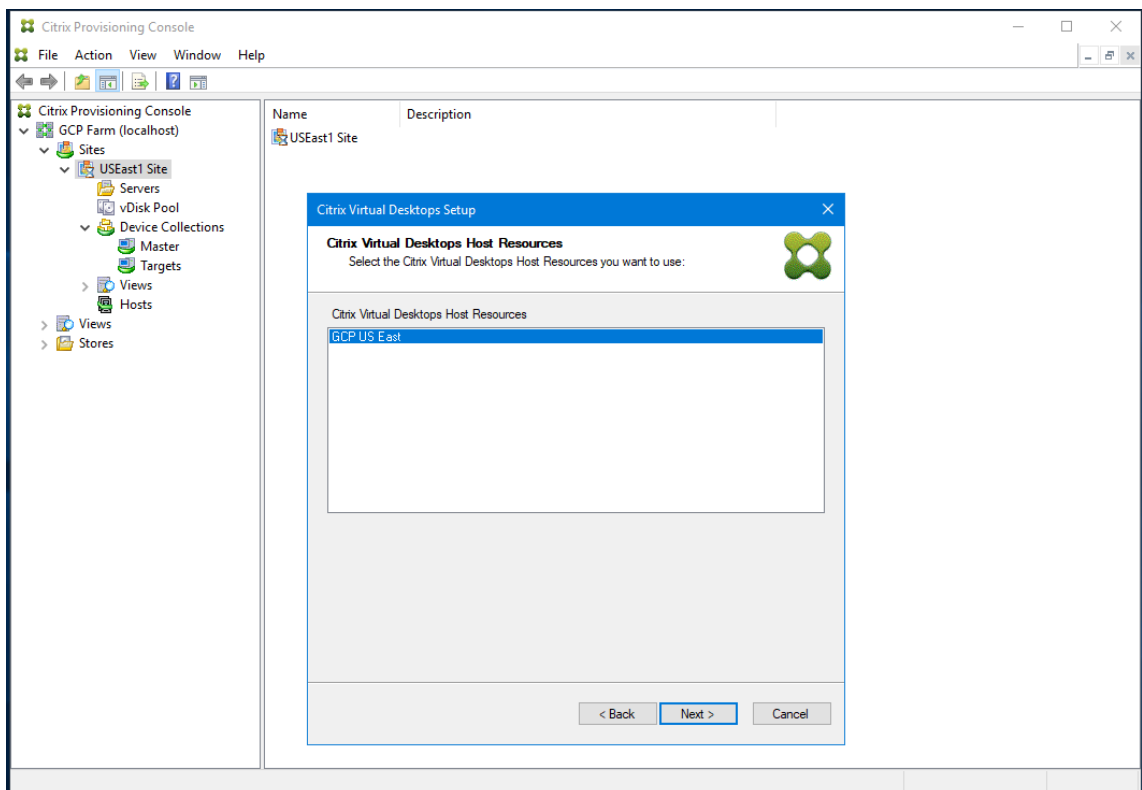 Citrix Provisioning Console
File Action View Window Help
Citrix Provisioning Console
GCP Farm (localhost)
Sites
USEast1 Site
Servers
vDisk Pool
Device Collections
Master
Targets
Views
Hosts
Views
Stores
Name Description
USEast1 Site
Citrix Virtual Desktops Setup
Citrix Virtual Desktops Host Resources
Select the Citrix Virtual Desktops Host Resources you want to use:
Citrix Virtual Desktops Host Resources
GCP US East
< Back Next > Cancel